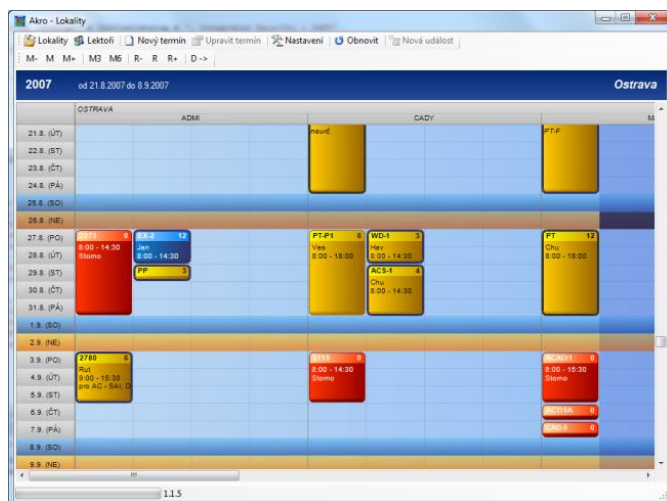 Akro - Lokality
Lokality Lektoři Nový termín Upravit termín Nastavení Obnovit Nová událost
M- M M+ M3 M6 R- R R+ D ->
2007 od 21.8.2007 do 8.9.2007 Ostrava
OSTRAVA
ADMI CADY
21.8. (ÚT) neurč PT-F
22.8. (ST)
23.8. (ČT)
24.8. (PÁ)
25.8. (SO)
26.8. (NE)
27.8. (PO) 0 EX-2 12 PT-P1 6 WD-1 3 PT 12
8:00 - 14:30 Jan Ves Hav Chu
28.8. (ÚT) Storno 8:00 - 14:30 8:00 - 18:00 8:00 - 14:30 8:00 - 18:00
29.8. (ST) PP 3 ACS-1 4
Chu
30.8. (ČT) 8:00 - 14:30
31.8. (PÁ)
1.9. (SO)
2.9. (NE)
3.9. (PO) 2780 6 0 0
Rut 8:00 - 14:30 8:00 - 15:30
4.9. (ÚT) 9:00 - 15:30 Storno Storno
pro AC - SAI, D
5.9. (ST)
6.9. (ČT) 0
7.9. (PÁ) 0
8.9. (SO)
9.9. (NE)
1.1.5